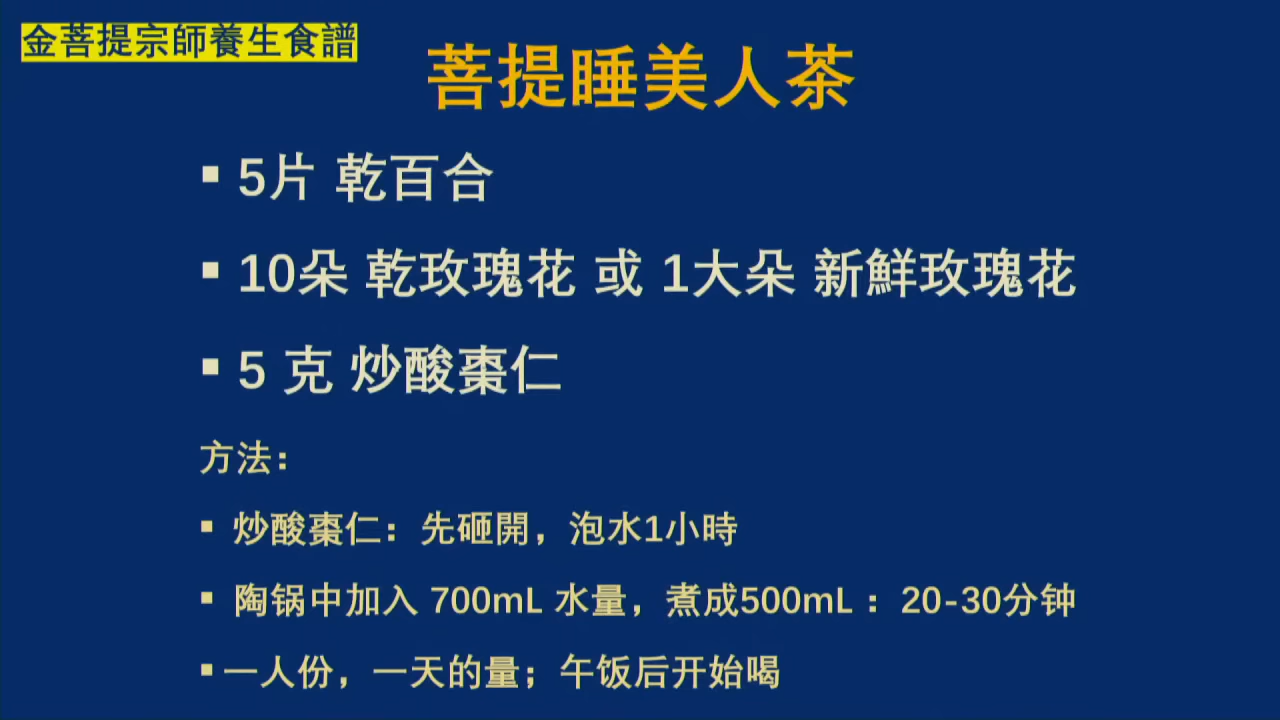 金菩提宗師養生食譜
菩提睡美人茶
▪ 5片 乾百合
▪ 10朵 乾玫瑰花 或 1大朵 新鮮玫瑰花
▪ 5 克 炒酸棗仁
方法：
▪ 炒酸棗仁：先砸開，泡水1小時
▪ 陶锅中加入 700mL 水量，煮成500mL ：20-30分钟
▪ 一人份，一天的量；午饭后开始喝